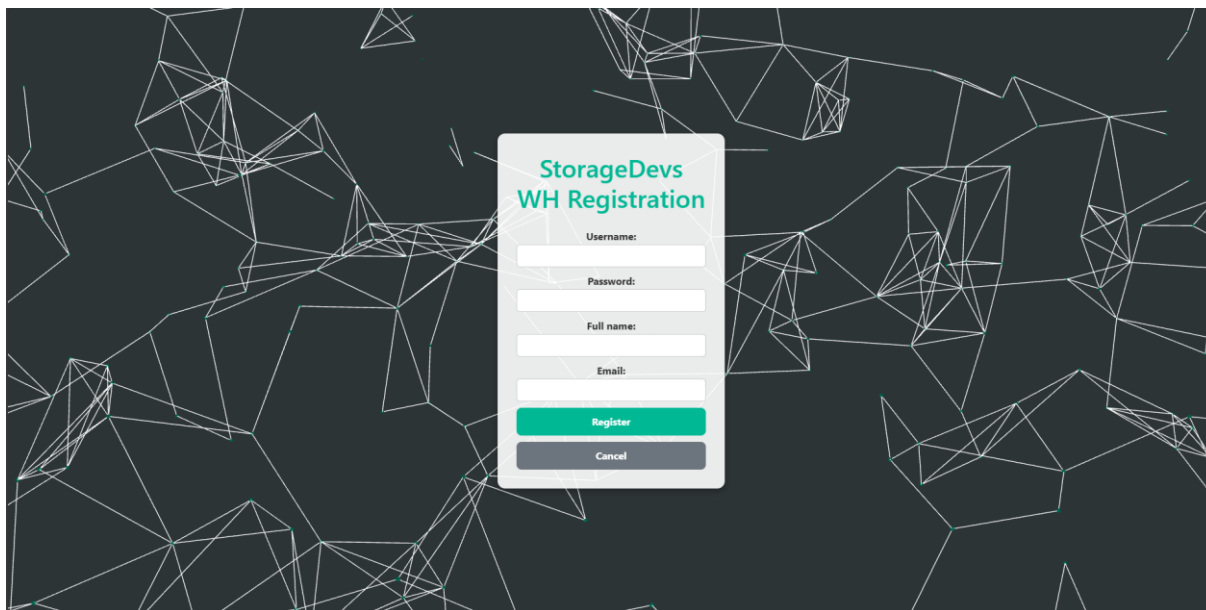 StorageDevs
WH Registration
Username:
Password:
Full name:
Email:
Register
Cancel